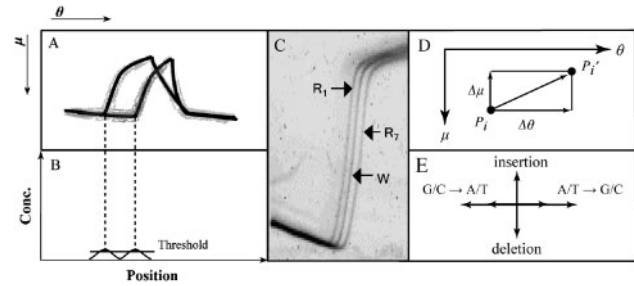 θ
μ
A
B
Conc.
Threshold
Position
C
R1
R7
W
D
θ
Pi′
Δμ
Pi
Δθ
μ
E
insertion
G/C → A/T
A/T → G/C
deletion